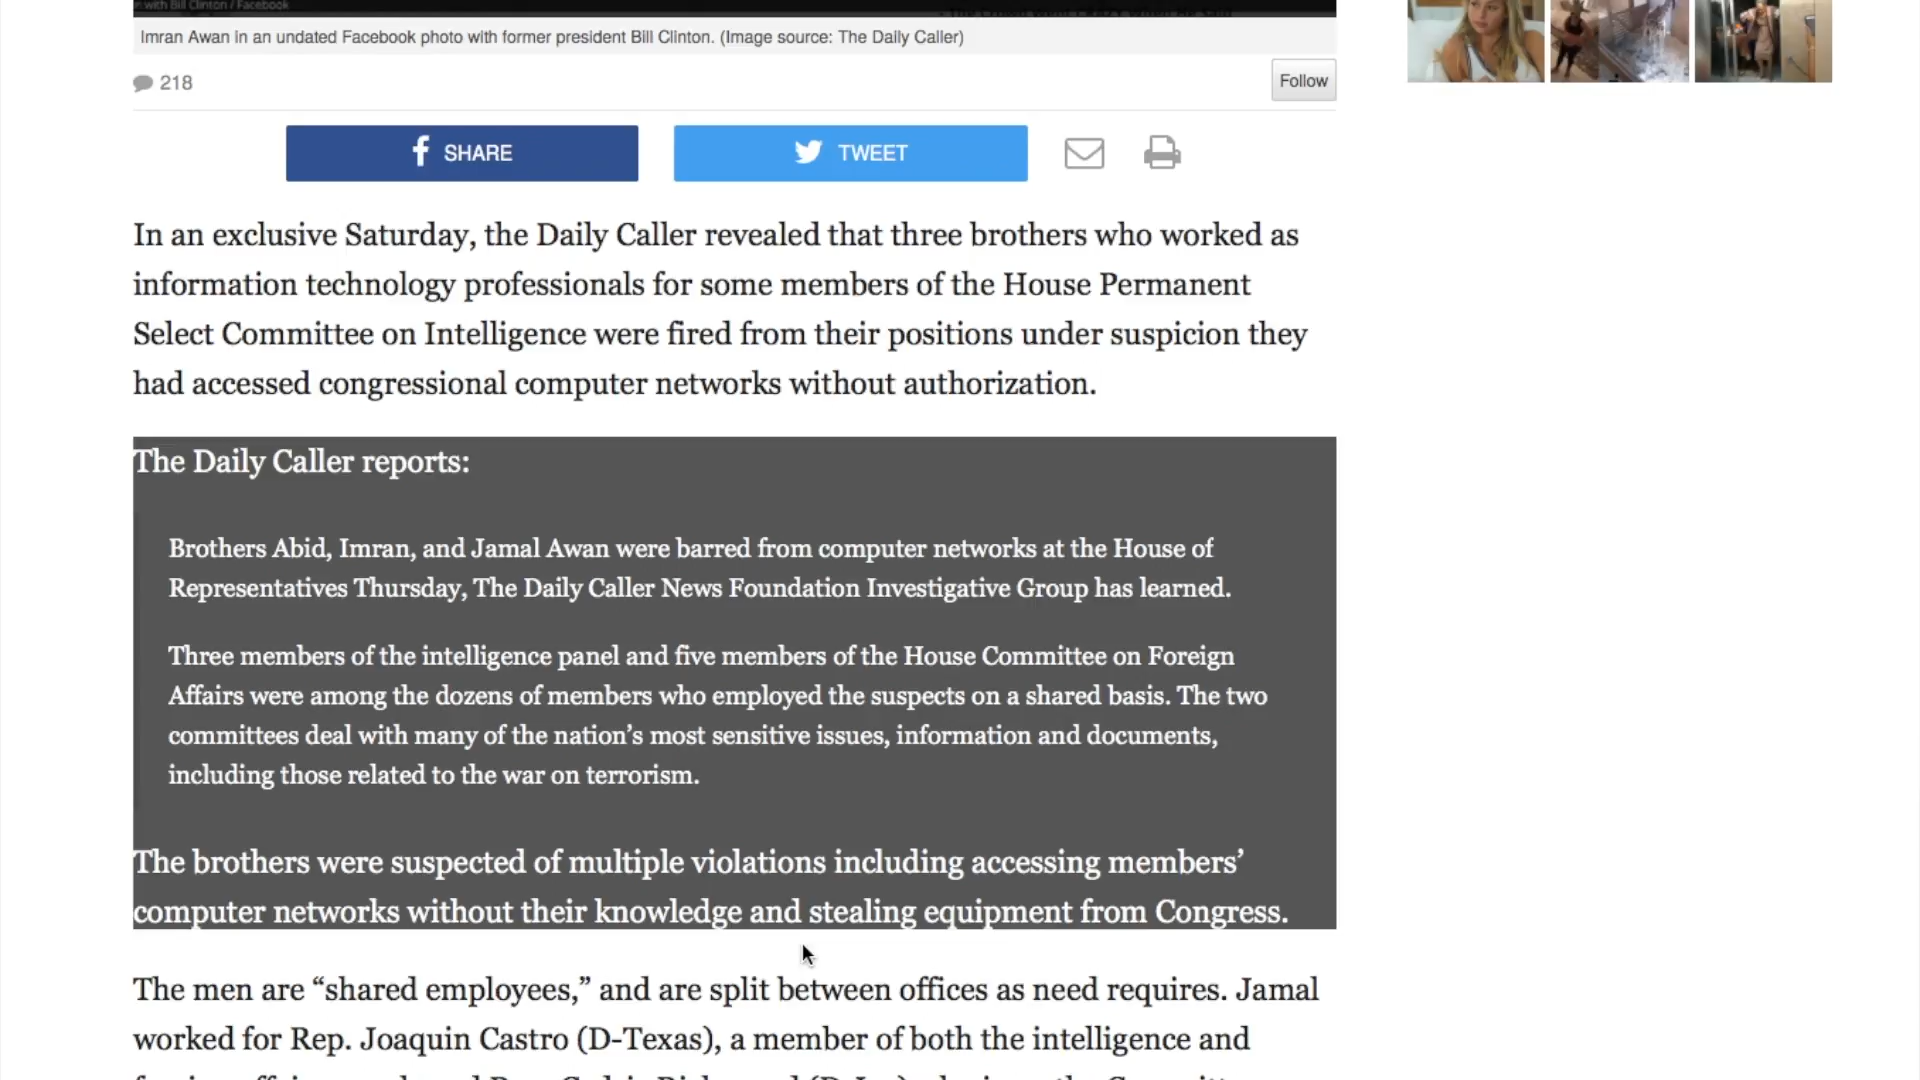 n with Bill Clinton / Facebook
Imran Awan in an undated Facebook photo with former president Bill Clinton. (Image source: The Daily Caller)
218
Follow
SHARE
TWEET
In an exclusive Saturday, the Daily Caller revealed that three brothers who worked as
information technology professionals for some members of the House Permanent
Select Committee on Intelligence were fired from their positions under suspicion they
had accessed congressional computer networks without authorization.
The Daily Caller reports:
Brothers Abid, Imran, and Jamal Awan were barred from computer networks at the House of
Representatives Thursday, The Daily Caller News Foundation Investigative Group has learned.
Three members of the intelligence panel and five members of the House Committee on Foreign
Affairs were among the dozens of members who employed the suspects on a shared basis. The two
committees deal with many of the nation’s most sensitive issues, information and documents,
including those related to the war on terrorism.
The brothers were suspected of multiple violations including accessing members’
computer networks without their knowledge and stealing equipment from Congress.
The men are “shared employees,” and are split between offices as need requires. Jamal
worked for Rep. Joaquin Castro (D-Texas), a member of both the intelligence and